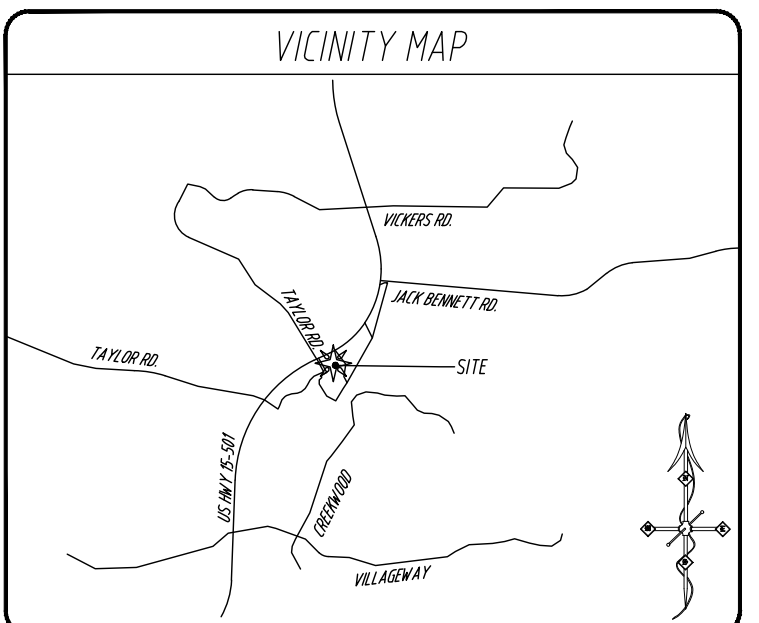 VICINITY MAP
VICKERS RD.
JACK BENNETT RD.
TAYLOR RD.
TAYLOR RD.
SITE
US HWY 15-501
CREEKWOOD
VILLAGEWAY